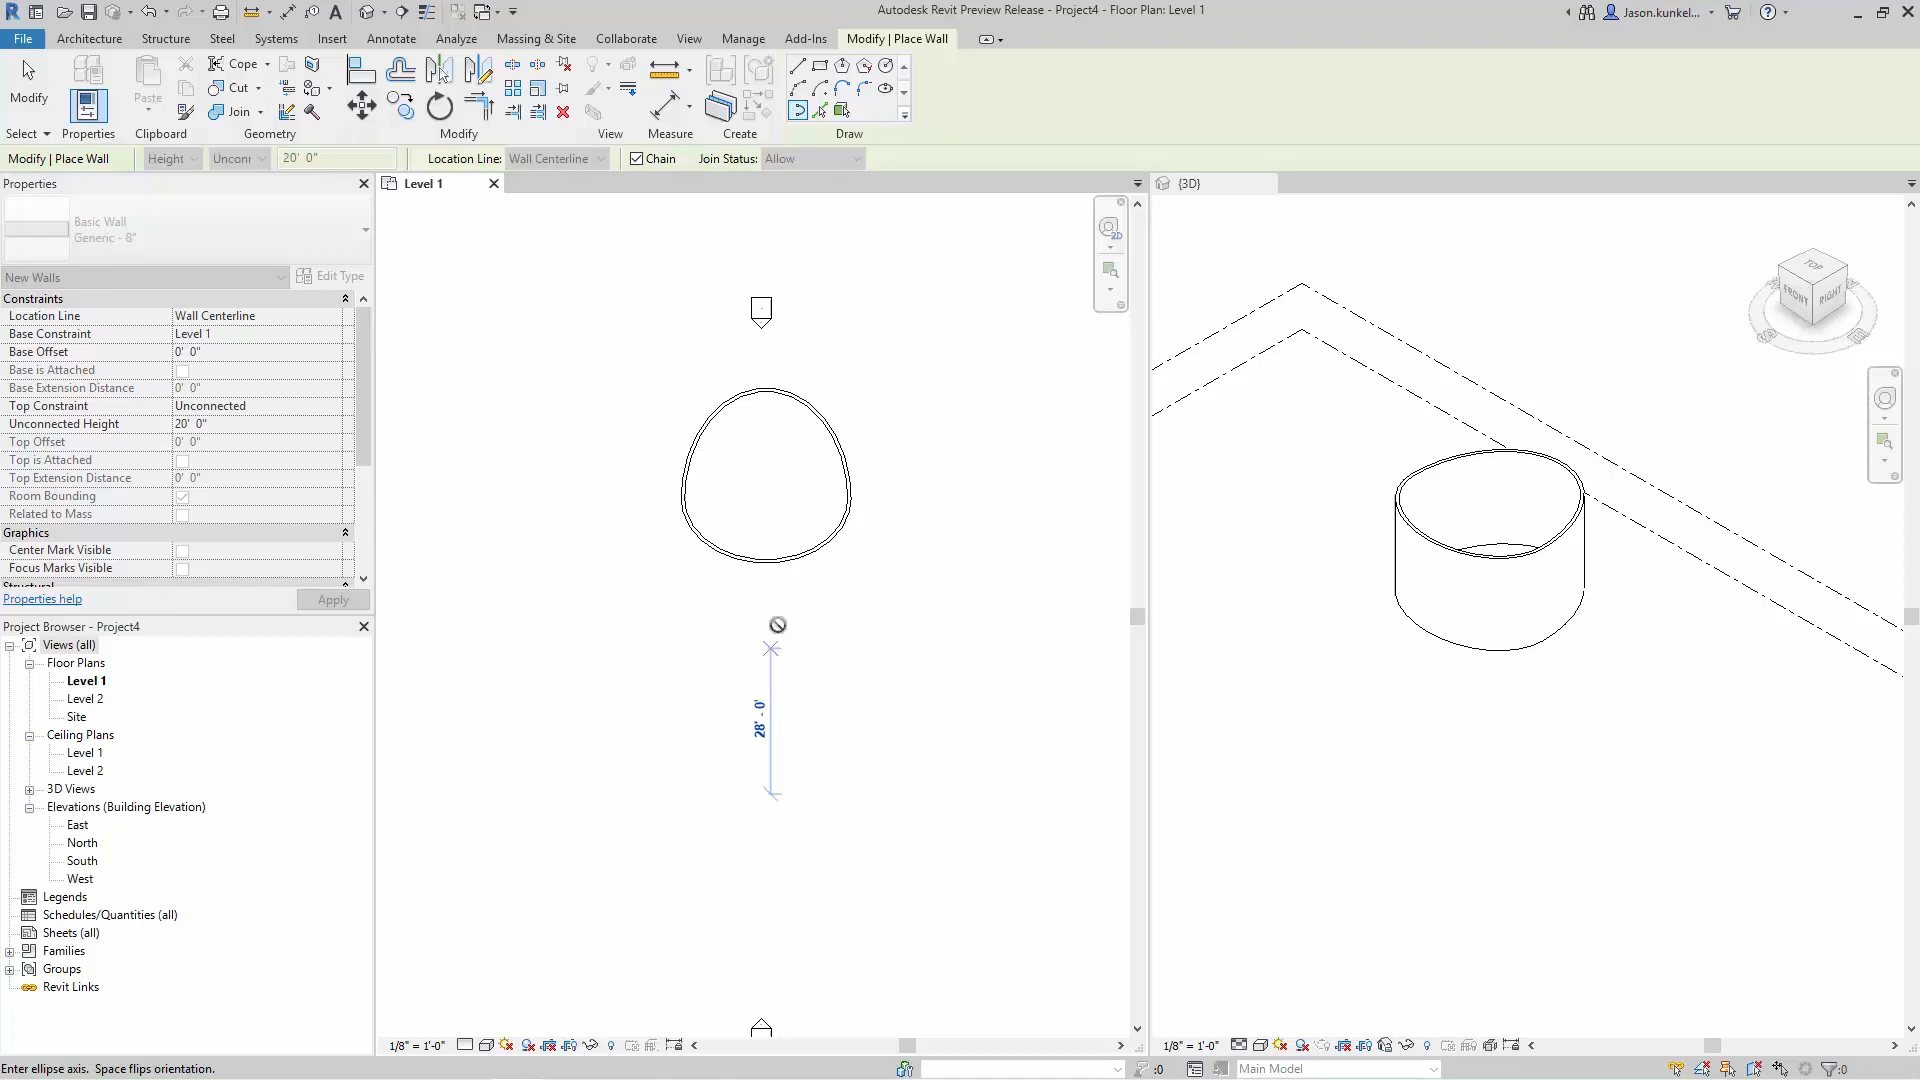 Autodesk Revit Preview Release - Project4 - Floor Plan: Level 1
Jason.kunkel...
File Architecture Structure Steel Systems Insert Annotate Analyze Massing & Site Collaborate View Manage Add-Ins Modify | Place Wall
Cope
Cut
Join
Modify
Paste
Select Properties Clipboard Geometry Modify View Measure Create Draw
Modify | Place Wall Height Unconr 20' 0" Location Line: Wall Centerline Chain Join Status: Allow
Properties
Level 1
{3D}
Basic Wall
Generic - 8"
2D
New Walls
Edit Type
Constraints
Location Line Wall Centerline
Base Constraint Level 1
Base Offset 0' 0"
Base is Attached
Base Extension Distance 0' 0"
Top Constraint Unconnected
Unconnected Height 20' 0"
Top Offset 0' 0"
Top is Attached
Top Extension Distance 0' 0"
Room Bounding
Related to Mass
Graphics
Center Mark Visible
Focus Marks Visible
Structural
Properties help
Apply
TOP
FRONT
RIGHT
28' - 0"
Project Browser - Project4
Views (all)
Floor Plans
Level 1
Level 2
Site
Ceiling Plans
Level 1
Level 2
3D Views
Elevations (Building Elevation)
East
North
South
West
Legends
Schedules/Quantities (all)
Sheets (all)
Families
Groups
Revit Links
1/8" = 1'-0"
1/8" = 1'-0"
Enter ellipse axis. Space flips orientation.
:0
Main Model
:0